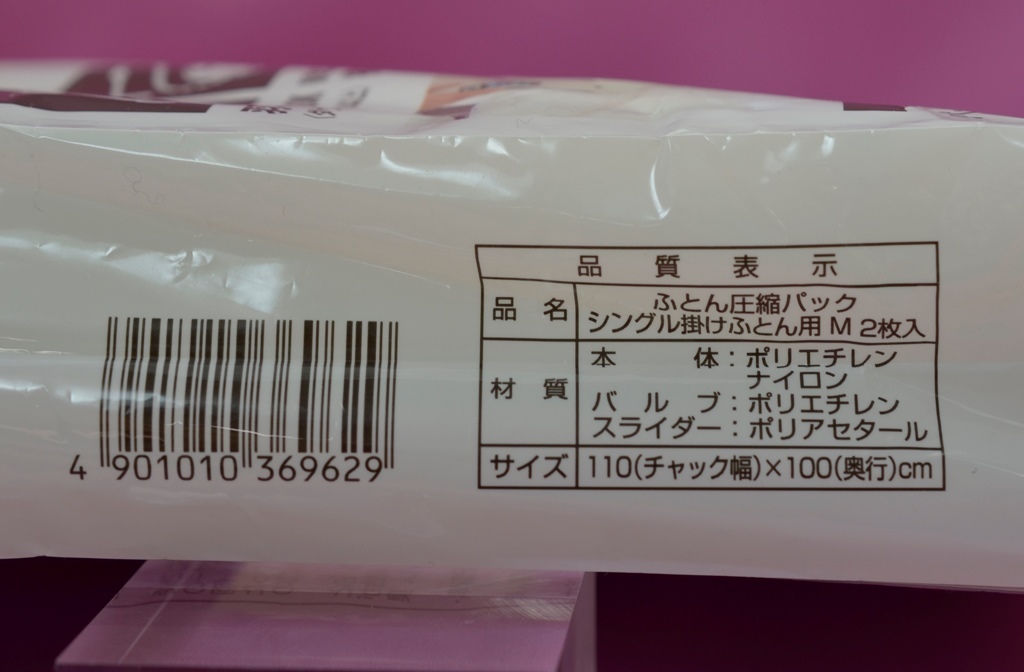 品質表示
品名 ふとん圧縮パック
シングル掛けふとん用 M 2枚入
材質 本体：ポリエチレン
ナイロン
バルブ：ポリエチレン
スライダー：ポリアセタール
サイズ 110(チャック幅)×100(奥行)cm
4 901010 369629